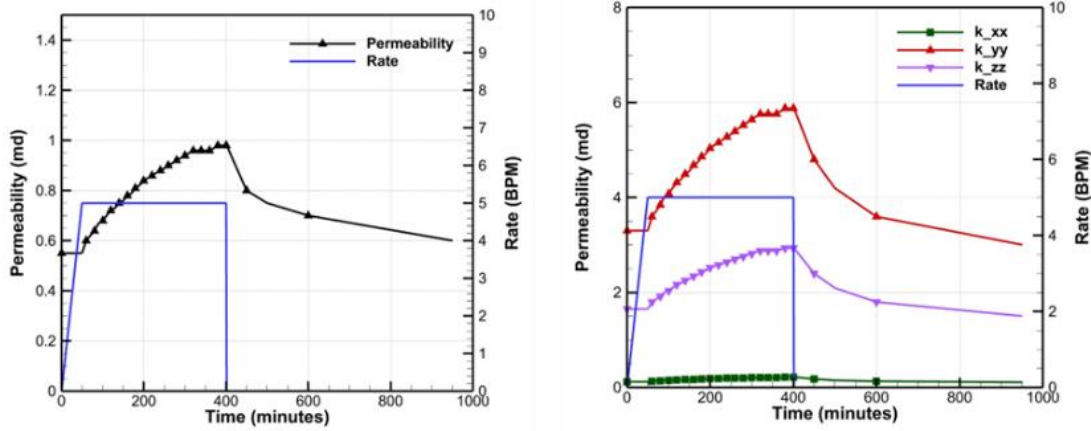 1.4
1.2
1
0.8
0.6
0.4
0.2
0
10
9
8
7
6
5
4
3
2
1
0
Permeability
Rate
Permeability (md)
Rate (BPM)
0 200 400 600 800 1000
Time (minutes)
8
6
4
2
0
10
8
6
4
2
0
k_xx
k_yy
k_zz
Rate
Permeability (md)
Rate (BPM)
0 200 400 600 800 1000
Time (minutes)